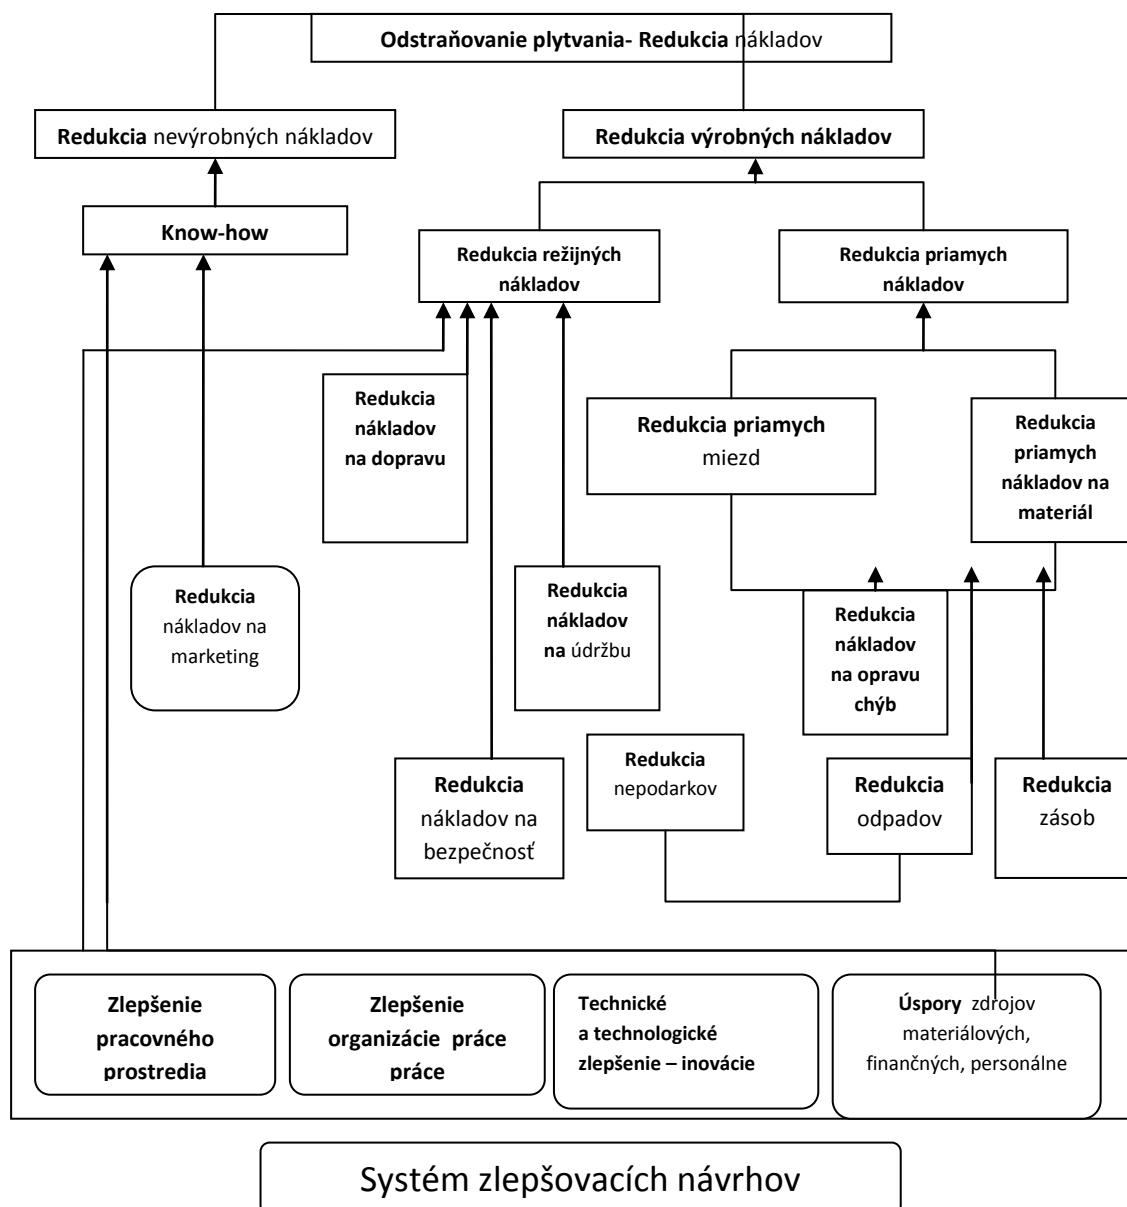 Odstraňovanie plytvania- Redukcia nákladov
Redukcia nevýrobných nákladov
Redukcia výrobných nákladov
Know-how
Redukcia režijných
nákladov
Redukcia priamych
nákladov
Redukcia
nákladov
na dopravu
Redukcia priamych
miezd
Redukcia
priamych
nákladov na
materiál
Redukcia
nákladov na
marketing
Redukcia
nákladov
na údržbu
Redukcia
nákladov
na opravu
chýb
Redukcia
nákladov na
bezpečnosť
Redukcia
nepodarkov
Redukcia
odpadov
Redukcia
zásob
Zlepšenie
pracovného
prostredia
Zlepšenie
organizácie práce
práce
Technické
a technologické
zlepšenie – inovácie
Úspory zdrojov
materiálových,
finančných, personálne
Systém zlepšovacích návrhov